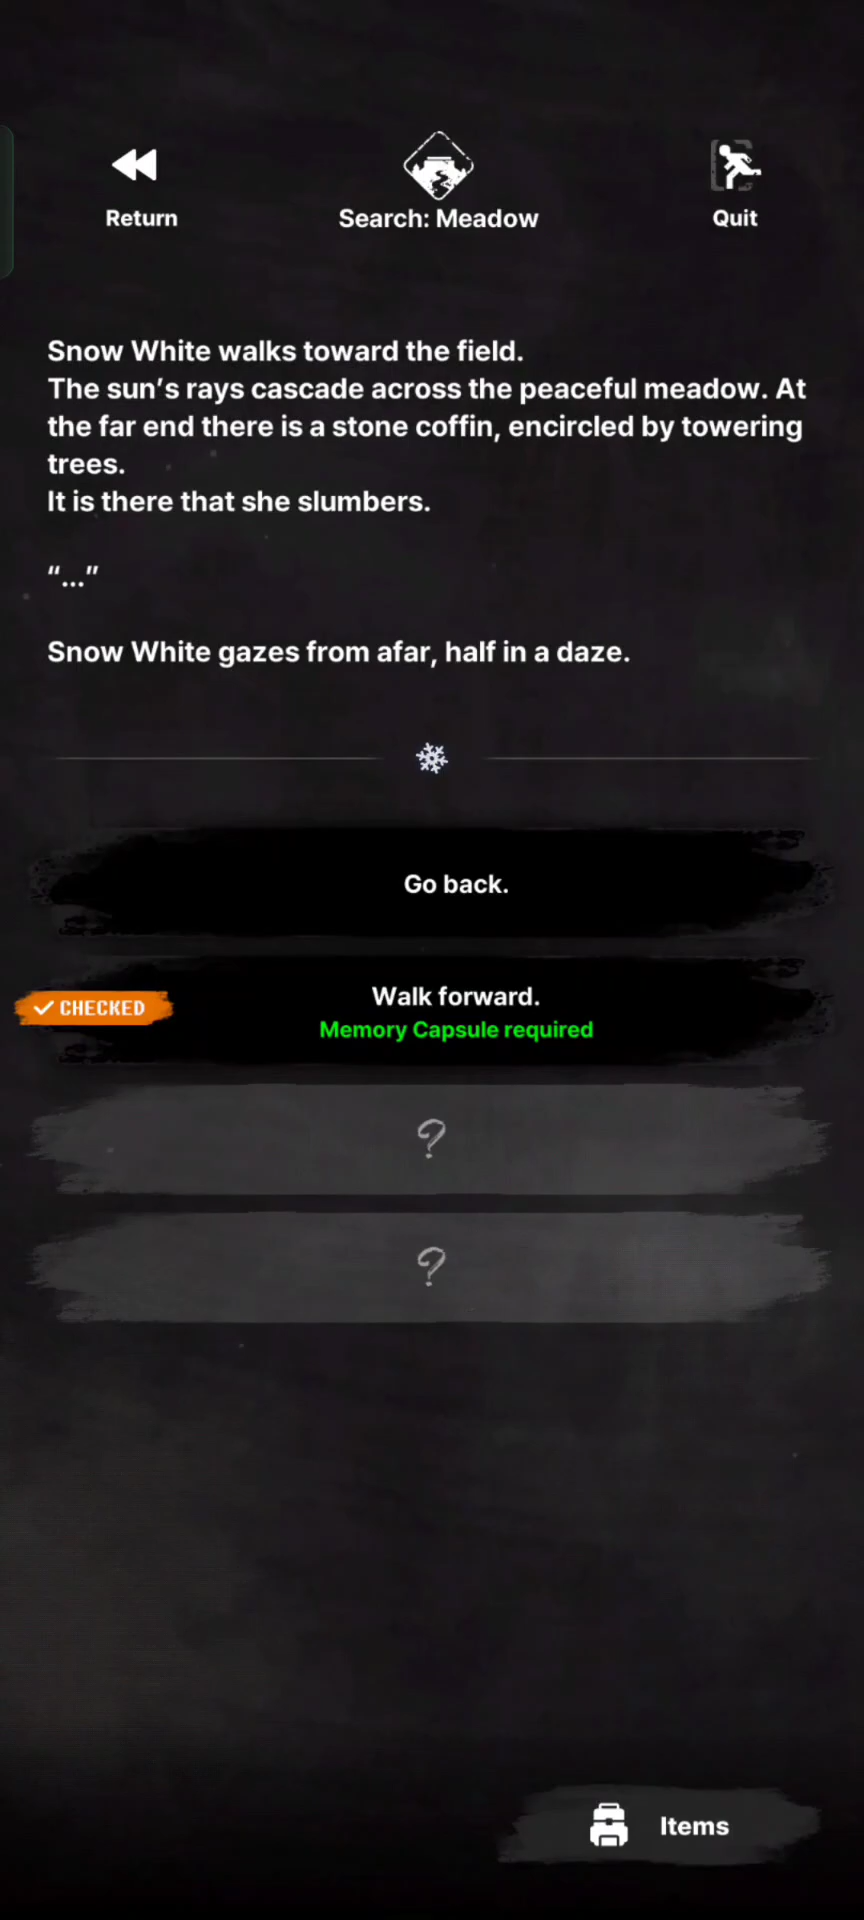 Return
Search: Meadow
Quit
Snow White walks toward the field.
The sun’s rays cascade across the peaceful meadow. At
the far end there is a stone coffin, encircled by towering
trees.
It is there that she slumbers.
“...”
Snow White gazes from afar, half in a daze.
Go back.
CHECKED
Walk forward.
Memory Capsule required
?
?
Items